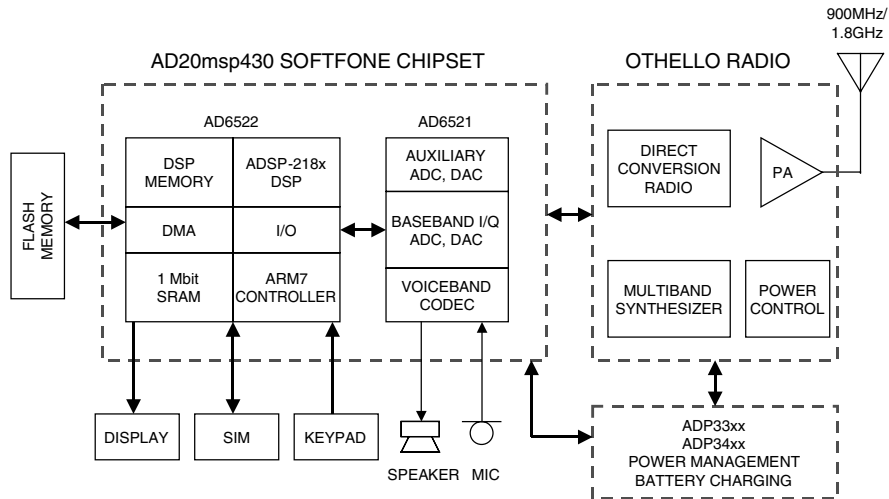 900MHz/
1.8GHz
AD20msp430 SOFTFONE CHIPSET
OTHELLO RADIO
AD6522
AD6521
FLASH
MEMORY
DSP
MEMORY
ADSP-218x
DSP
DMA
I/O
1 Mbit
SRAM
ARM7
CONTROLLER
AUXILIARY
ADC, DAC
BASEBAND I/Q
ADC, DAC
VOICEBAND
CODEC
DIRECT
CONVERSION
RADIO
PA
MULTIBAND
SYNTHESIZER
POWER
CONTROL
DISPLAY
SIM
KEYPAD
SPEAKER
MIC
ADP33xx
ADP34xx
POWER MANAGEMENT
BATTERY CHARGING